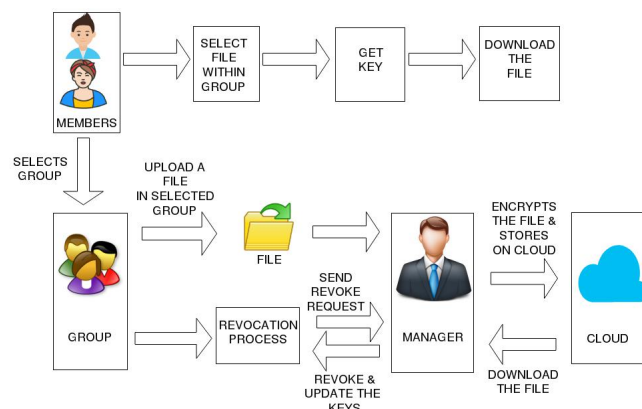 SELECT
FILE
WITHIN
GROUP
GET
KEY
DOWNLOAD
THE
FILE
MEMBERS
SELECTS
GROUP
UPLOAD A
FILE
IN SELECTED
GROUP
FILE
ENCRYPTS
THE FILE &
STORES
ON CLOUD
GROUP
REVOCATION
PROCESS
SEND
REVOKE
REQUEST
REVOKE &
UPDATE THE
KEYS
MANAGER
DOWNLOAD
THE FILE
CLOUD